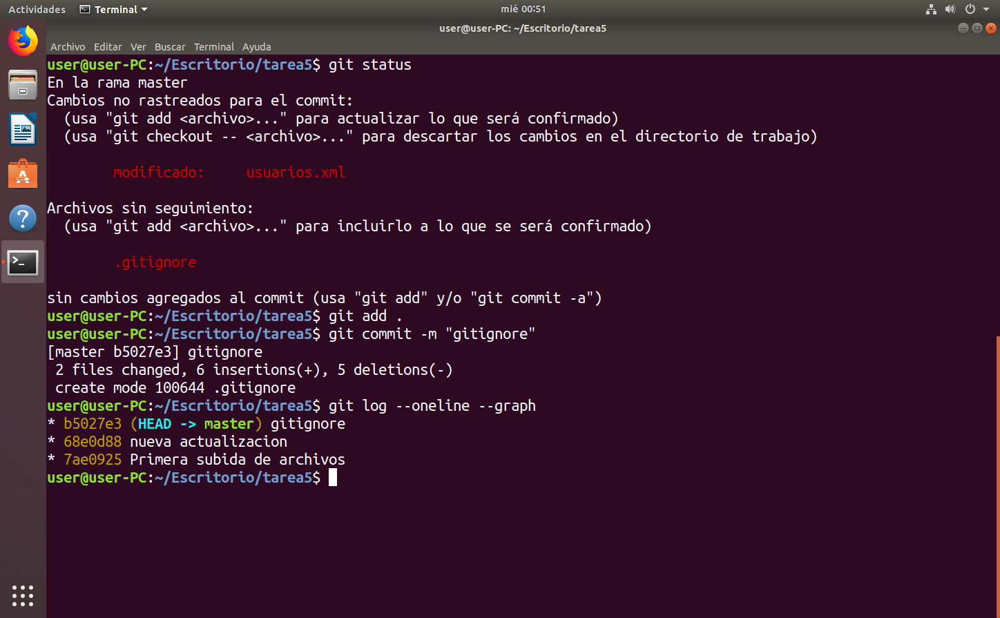 Actividades Terminal mié 00:51
user@user-PC: ~/Escritorio/tarea5
Archivo Editar Ver Buscar Terminal Ayuda
user@user-PC:~/Escritorio/tarea5$ git status
En la rama master
Cambios no rastreados para el commit:
  (usa "git add <archivo>..." para actualizar lo que será confirmado)
  (usa "git checkout -- <archivo>..." para descartar los cambios en el directorio de trabajo)
        modificado:     usuarios.xml
Archivos sin seguimiento:
  (usa "git add <archivo>..." para incluirlo a lo que se será confirmado)
        .gitignore
sin cambios agregados al commit (usa "git add" y/o "git commit -a")
user@user-PC:~/Escritorio/tarea5$ git add .
user@user-PC:~/Escritorio/tarea5$ git commit -m "gitignore"
[master b5027e3] gitignore
 2 files changed, 6 insertions(+), 5 deletions(-)
 create mode 100644 .gitignore
user@user-PC:~/Escritorio/tarea5$ git log --oneline --graph
* b5027e3 (HEAD -> master) gitignore
* 68e0d88 nueva actualizacion
* 7ae0925 Primera subida de archivos
user@user-PC:~/Escritorio/tarea5$